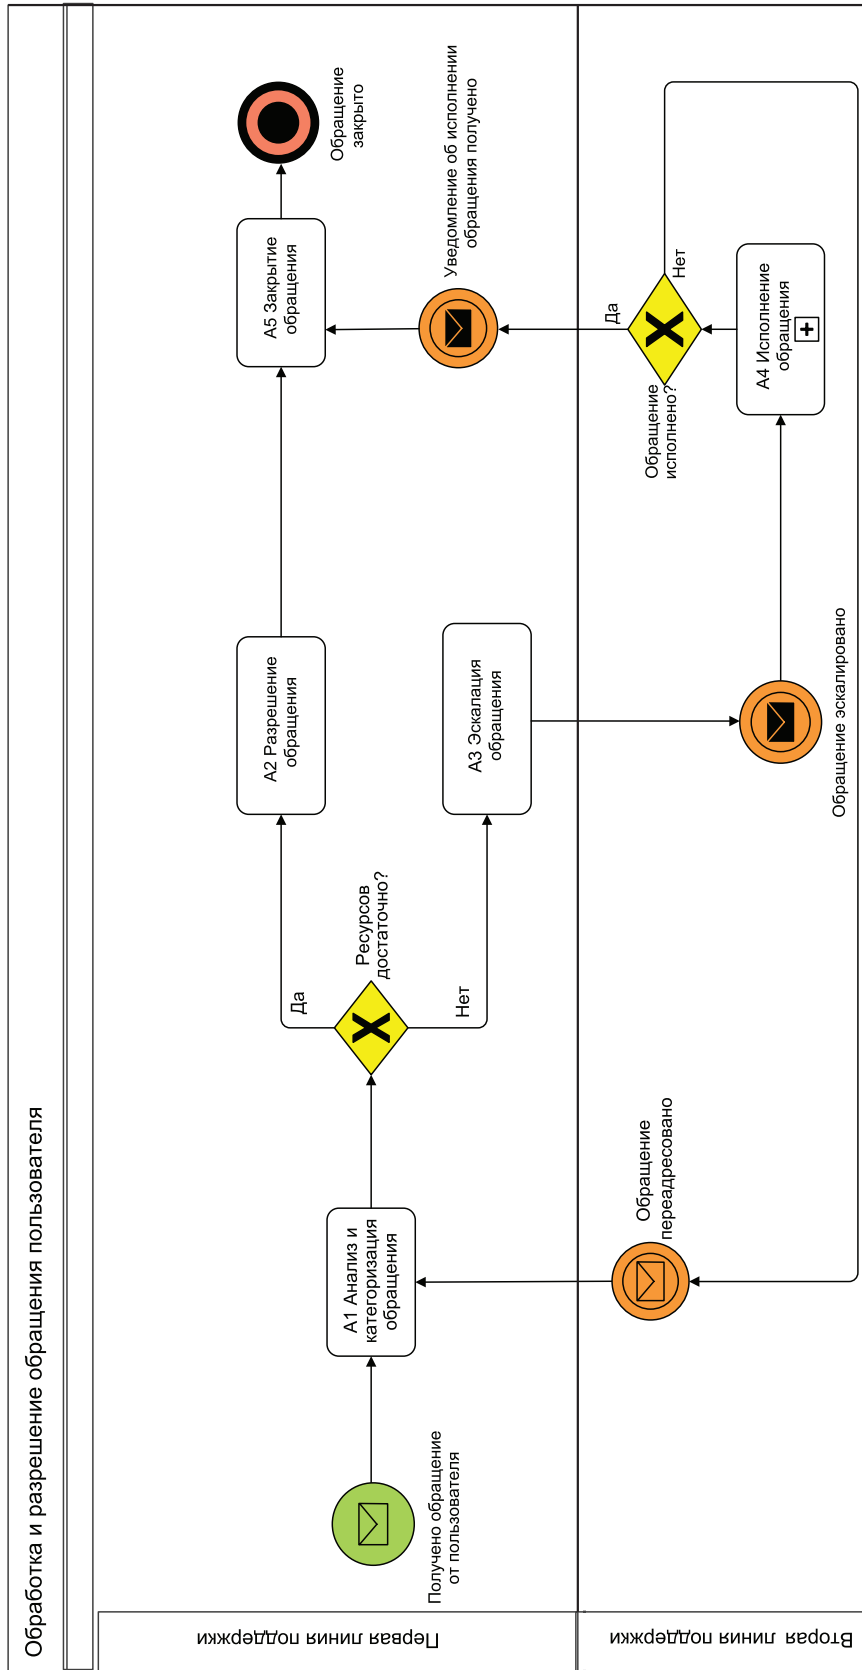 Обработка и разрешение обращения пользователя
Первая линия поддержки
Получено обращение
от пользователя
А1 Анализ и
категоризация
обращения
Ресурсов
достаточно?
Да
Нет
А2 Разрешение
обращения
А3 Эскалация
обращения
А5 Закрытие
обращения
Обращение
закрыто
Уведомление об исполнении
обращения получено
Вторая линия поддержки
Обращение
переадресовано
Обращение эскалировано
А4 Исполнение
обращения
Обращение
исполнено?
Да
Нет